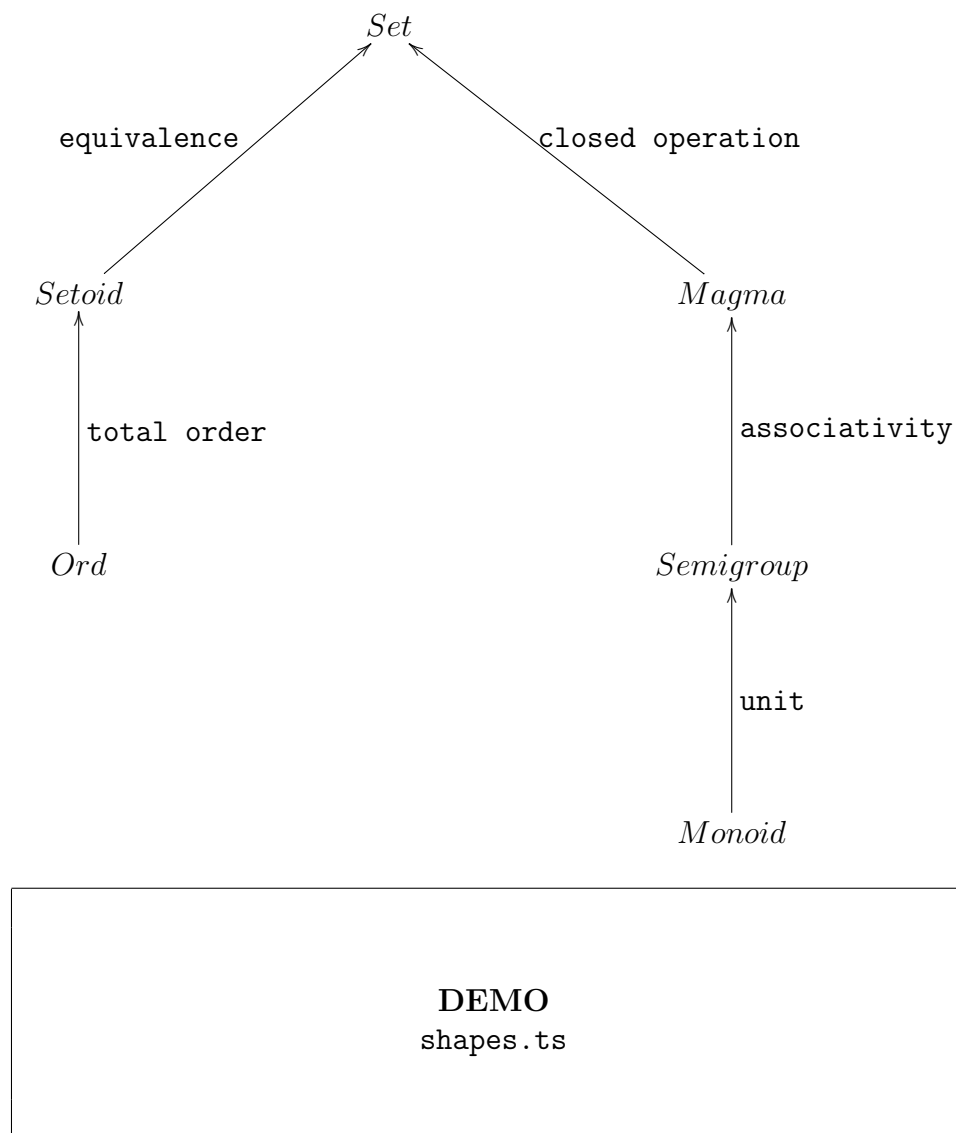 Set
equivalence
closed operation
Setoid
Magma
total order
associativity
Ord
Semigroup
unit
Monoid
DEMO
shapes.ts